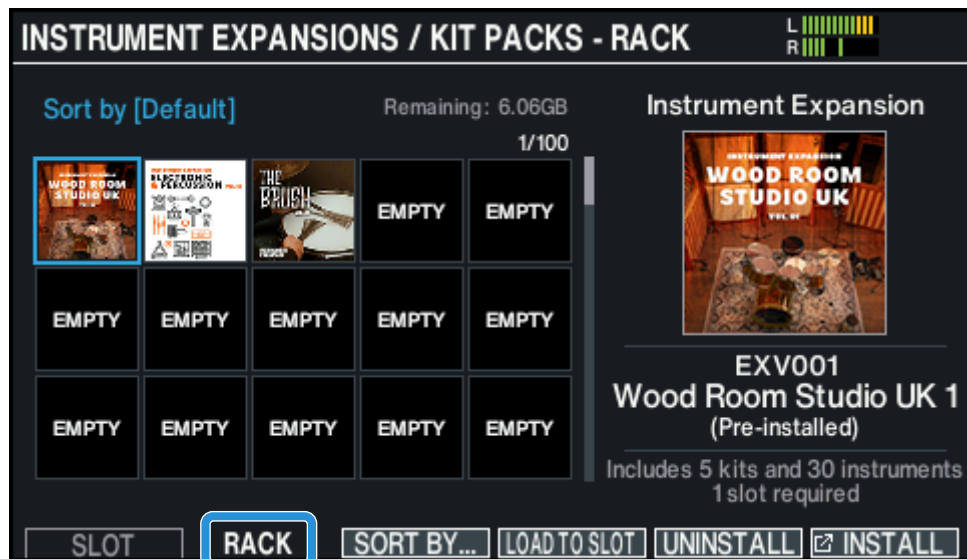 INSTRUMENT EXPANSIONS / KIT PACKS - RACK
L
R
Sort by [Default]
Remaining: 6.06GB
1/100
Instrument Expansion
WOOD ROOM
STUDIO UK
ELECTRONIC
& PERCUSSION
THE
BRUSH
EMPTY
EMPTY
INSTRUMENT EXPANSION
WOOD ROOM
STUDIO UK
VOL. 01
EMPTY
EMPTY
EMPTY
EMPTY
EMPTY
EMPTY
EMPTY
EMPTY
EMPTY
EMPTY
EXV001
Wood Room Studio UK 1
(Pre-installed)
Includes 5 kits and 30 instruments
1 slot required
SLOT
RACK
SORT BY...
LOAD TO SLOT
UNINSTALL
INSTALL